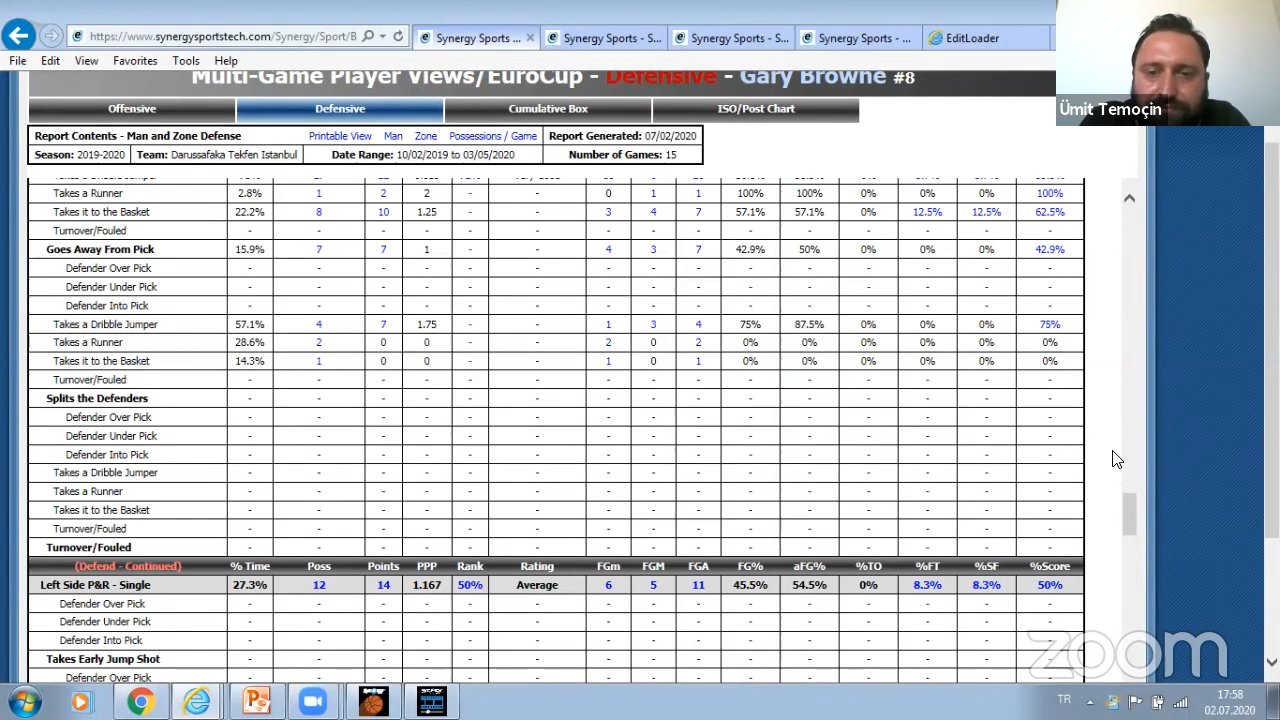 https://www.synergysportstech.com/Synergy/Sport/B
Synergy Sports ...
Synergy Sports - S...
Synergy Sports - S...
Synergy Sports - ...
EditLoader
File Edit View Favorites Tools Help
Ümit Temoçin
Multi-Game Player Views/EuroCup - Defensive - Gary Browne #8
Offensive Defensive Cumulative Box ISO/Post Chart
Report Contents - Man and Zone Defense Printable View Man Zone Possessions / Game Report Generated: 07/02/2020
Season: 2019-2020 Team: Darussafaka Tekfen Istanbul Date Range: 10/02/2019 to 03/05/2020 Number of Games: 15
Takes a Runner 2.8% 1 2 2 - - 0 1 1 100% 100% 0% 0% 0% 100%
Takes it to the Basket 22.2% 8 10 1.25 - - 3 4 7 57.1% 57.1% 0% 12.5% 12.5% 62.5%
Turnover/Fouled - - - - - - - - - - - - - - -
Goes Away From Pick 15.9% 7 7 1 - - 4 3 7 42.9% 50% 0% 0% 0% 42.9%
Defender Over Pick - - - - - - - - - - - - - - -
Defender Under Pick - - - - - - - - - - - - - - -
Defender Into Pick - - - - - - - - - - - - - - -
Takes a Dribble Jumper 57.1% 4 7 1.75 - - 1 3 4 75% 87.5% 0% 0% 0% 75%
Takes a Runner 28.6% 2 0 0 - - 2 0 2 0% 0% 0% 0% 0% 0%
Takes it to the Basket 14.3% 1 0 0 - - 1 0 1 0% 0% 0% 0% 0% 0%
Turnover/Fouled - - - - - - - - - - - - - - -
Splits the Defenders - - - - - - - - - - - - - - -
Defender Over Pick - - - - - - - - - - - - - - -
Defender Under Pick - - - - - - - - - - - - - - -
Defender Into Pick - - - - - - - - - - - - - - -
Takes a Dribble Jumper - - - - - - - - - - - - - - -
Takes a Runner - - - - - - - - - - - - - - -
Takes it to the Basket - - - - - - - - - - - - - - -
Turnover/Fouled - - - - - - - - - - - - - - -
Turnover/Fouled - - - - - - - - - - - - - - -
(Defend - Continued) % Time Poss Points PPP Rank Rating FGm FGM FGA FG% aFG% %TO %FT %SF %Score
Left Side P&R - Single 27.3% 12 14 1.167 50% Average 6 5 11 45.5% 54.5% 0% 8.3% 8.3% 50%
Defender Over Pick - - - - - - - - - - - - - - -
Defender Under Pick - - - - - - - - - - - - - - -
Defender Into Pick - - - - - - - - - - - - - - -
Takes Early Jump Shot - - - - - - - - - - - - - - -
Defender Over Pick - - - - - - - - - - - - - - -
zoom
TR 17:58
02.07.2020